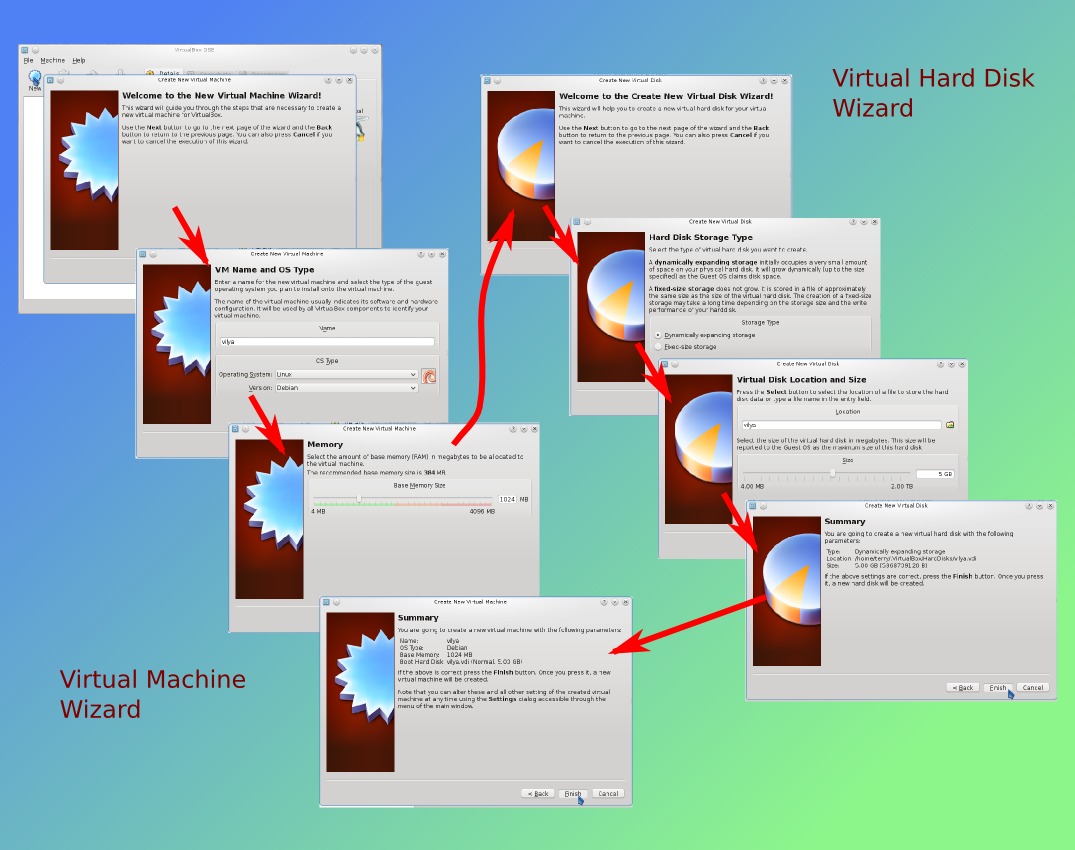 VirtualBox OSE
File Machine Help
New
Details
Create New Virtual Machine
Welcome to the New Virtual Machine Wizard!
This wizard will guide you through the steps that are necessary to create a
new virtual machine for VirtualBox.
Use the Next button to go to the next page of the wizard and the Back
button to return to the previous page. You can also press Cancel if you
want to cancel the execution of this wizard.
Create New Virtual Machine
VM Name and OS Type
Enter a name for the new virtual machine and select the type of the guest
operating system you plan to install onto the virtual machine.
The name of the virtual machine usually indicates its software and hardware
configuration. It will be used by all VirtualBox components to identify your
virtual machine.
Name
vilya
OS Type
Operating System: Linux
Version: Debian
Create New Virtual Machine
Memory
Select the amount of base memory (RAM) in megabytes to be allocated to
the virtual machine.
The recommended base memory size is 384 MB.
Base Memory Size
1024 MB
4 MB 4096 MB
Create New Virtual Disk
Welcome to the Create New Virtual Disk Wizard!
This wizard will help you to create a new virtual hard disk for your virtual
machine.
Use the Next button to go to the next page of the wizard and the Back
button to return to the previous page. You can also press Cancel if you
want to cancel the execution of this wizard.
Virtual Hard Disk
Wizard
Create New Virtual Disk
Hard Disk Storage Type
Select the type of virtual hard disk you want to create.
A dynamically expanding storage initially occupies a very small amount
of space on your physical hard disk. It will grow dynamically (up to the size
specified) as the Guest OS claims disk space.
A fixed-size storage does not grow. It is stored in a file of approximately
the same size as the size of the virtual hard disk. The creation of a fixed-size
storage may take a long time depending on the storage size and the write
performance of your harddisk.
Storage Type
Dynamically expanding storage
Fixed-size storage
Create New Virtual Disk
Virtual Disk Location and Size
Press the Select button to select the location of a file to store the hard
disk data or type a file name in the entry field.
Location
vilya
Select the size of the virtual hard disk in megabytes. This size will be
reported to the Guest OS as the maximum size of this hard disk.
Size
5 GB
4.00 MB 2.00 TB
Create New Virtual Disk
Summary
You are going to create a new virtual hard disk with the following
parameters:
Type: Dynamically expanding storage
Location: /home/terry/.VirtualBox/HardDisks/vilya.vdi
Size: 5.00 GB (5368709120 B)
If the above settings are correct, press the Finish button. Once you press
it, a new hard disk will be created.
< Back Finish Cancel
Create New Virtual Machine
Summary
You are going to create a new virtual machine with the following parameters:
Name: vilya
OS Type: Debian
Base Memory: 1024 MB
Boot Hard Disk: vilya.vdi (Normal, 5.00 GB)
If the above is correct press the Finish button. Once you press it, a new
virtual machine will be created.
Note that you can alter these and all other setting of the created virtual
machine at any time using the Settings dialog accessible through the
menu of the main window.
< Back Finish Cancel
Virtual Machine
Wizard